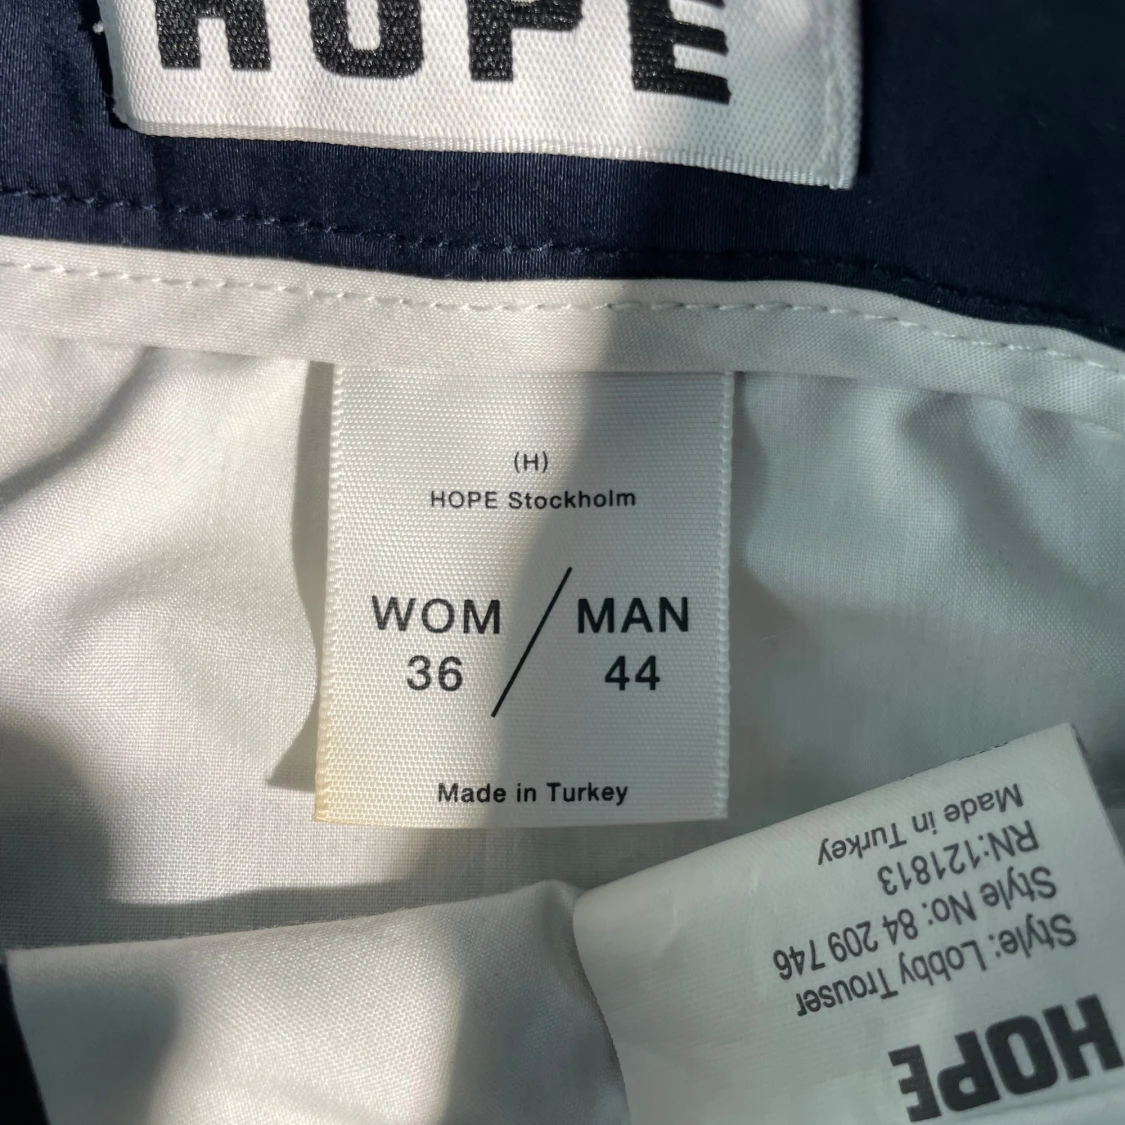 HOPE
(H)
HOPE Stockholm
WOM / MAN
36 44
Made in Turkey
HOPE
Style: Lobby Trouser
Style No: 84 209 746
RN:121813
Made in Turkey